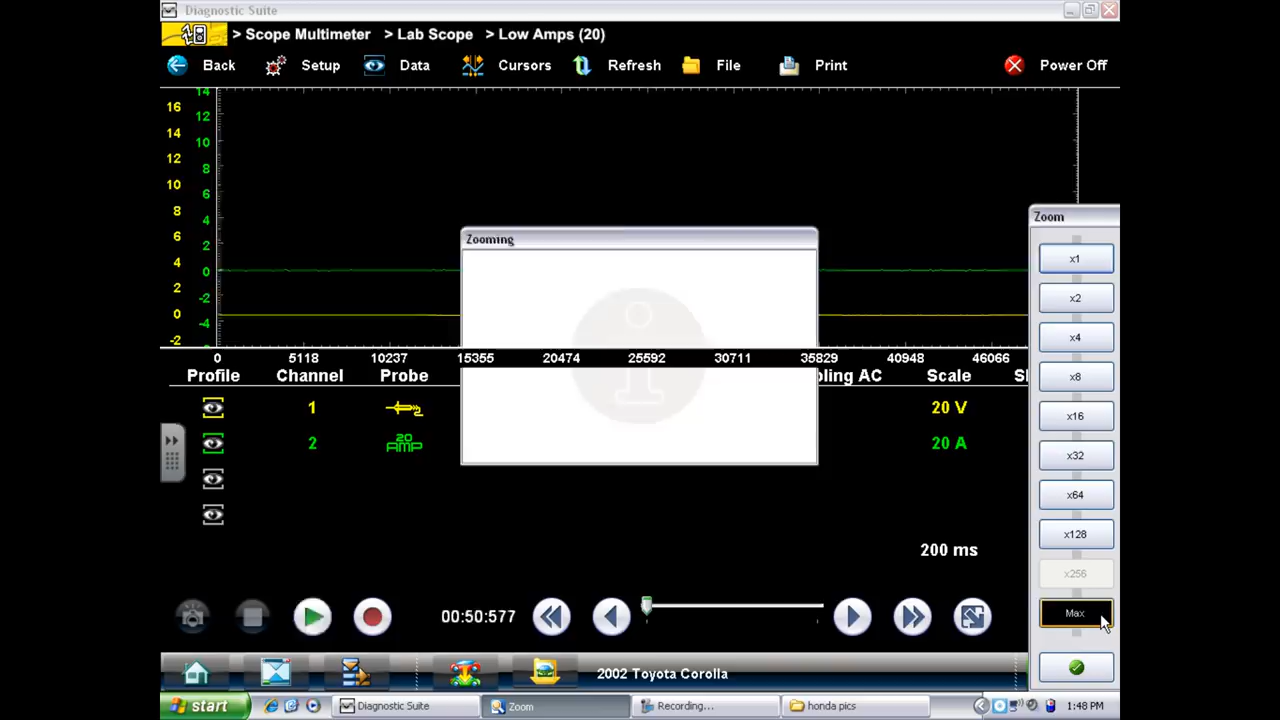 Diagnostic Suite
> Scope Multimeter > Lab Scope > Low Amps (20)
Back Setup Data Cursors Refresh File Print Power Off
16
14
12
10
8
6
4
2
0
-2
14
12
10
8
6
4
2
0
-2
-4
Zooming
0 5118 10237 15355 20474 25592 30711 35829 40948 46066
Profile Channel Probe pling AC Scale Sl
1 20 V
2 20 AMP 20 A
200 ms
00:50:577
2002 Toyota Corolla
Zoom
x1
x2
x4
x8
x16
x32
x64
x128
x256
Max
start Diagnostic Suite Zoom Recording... honda pics 1:48 PM